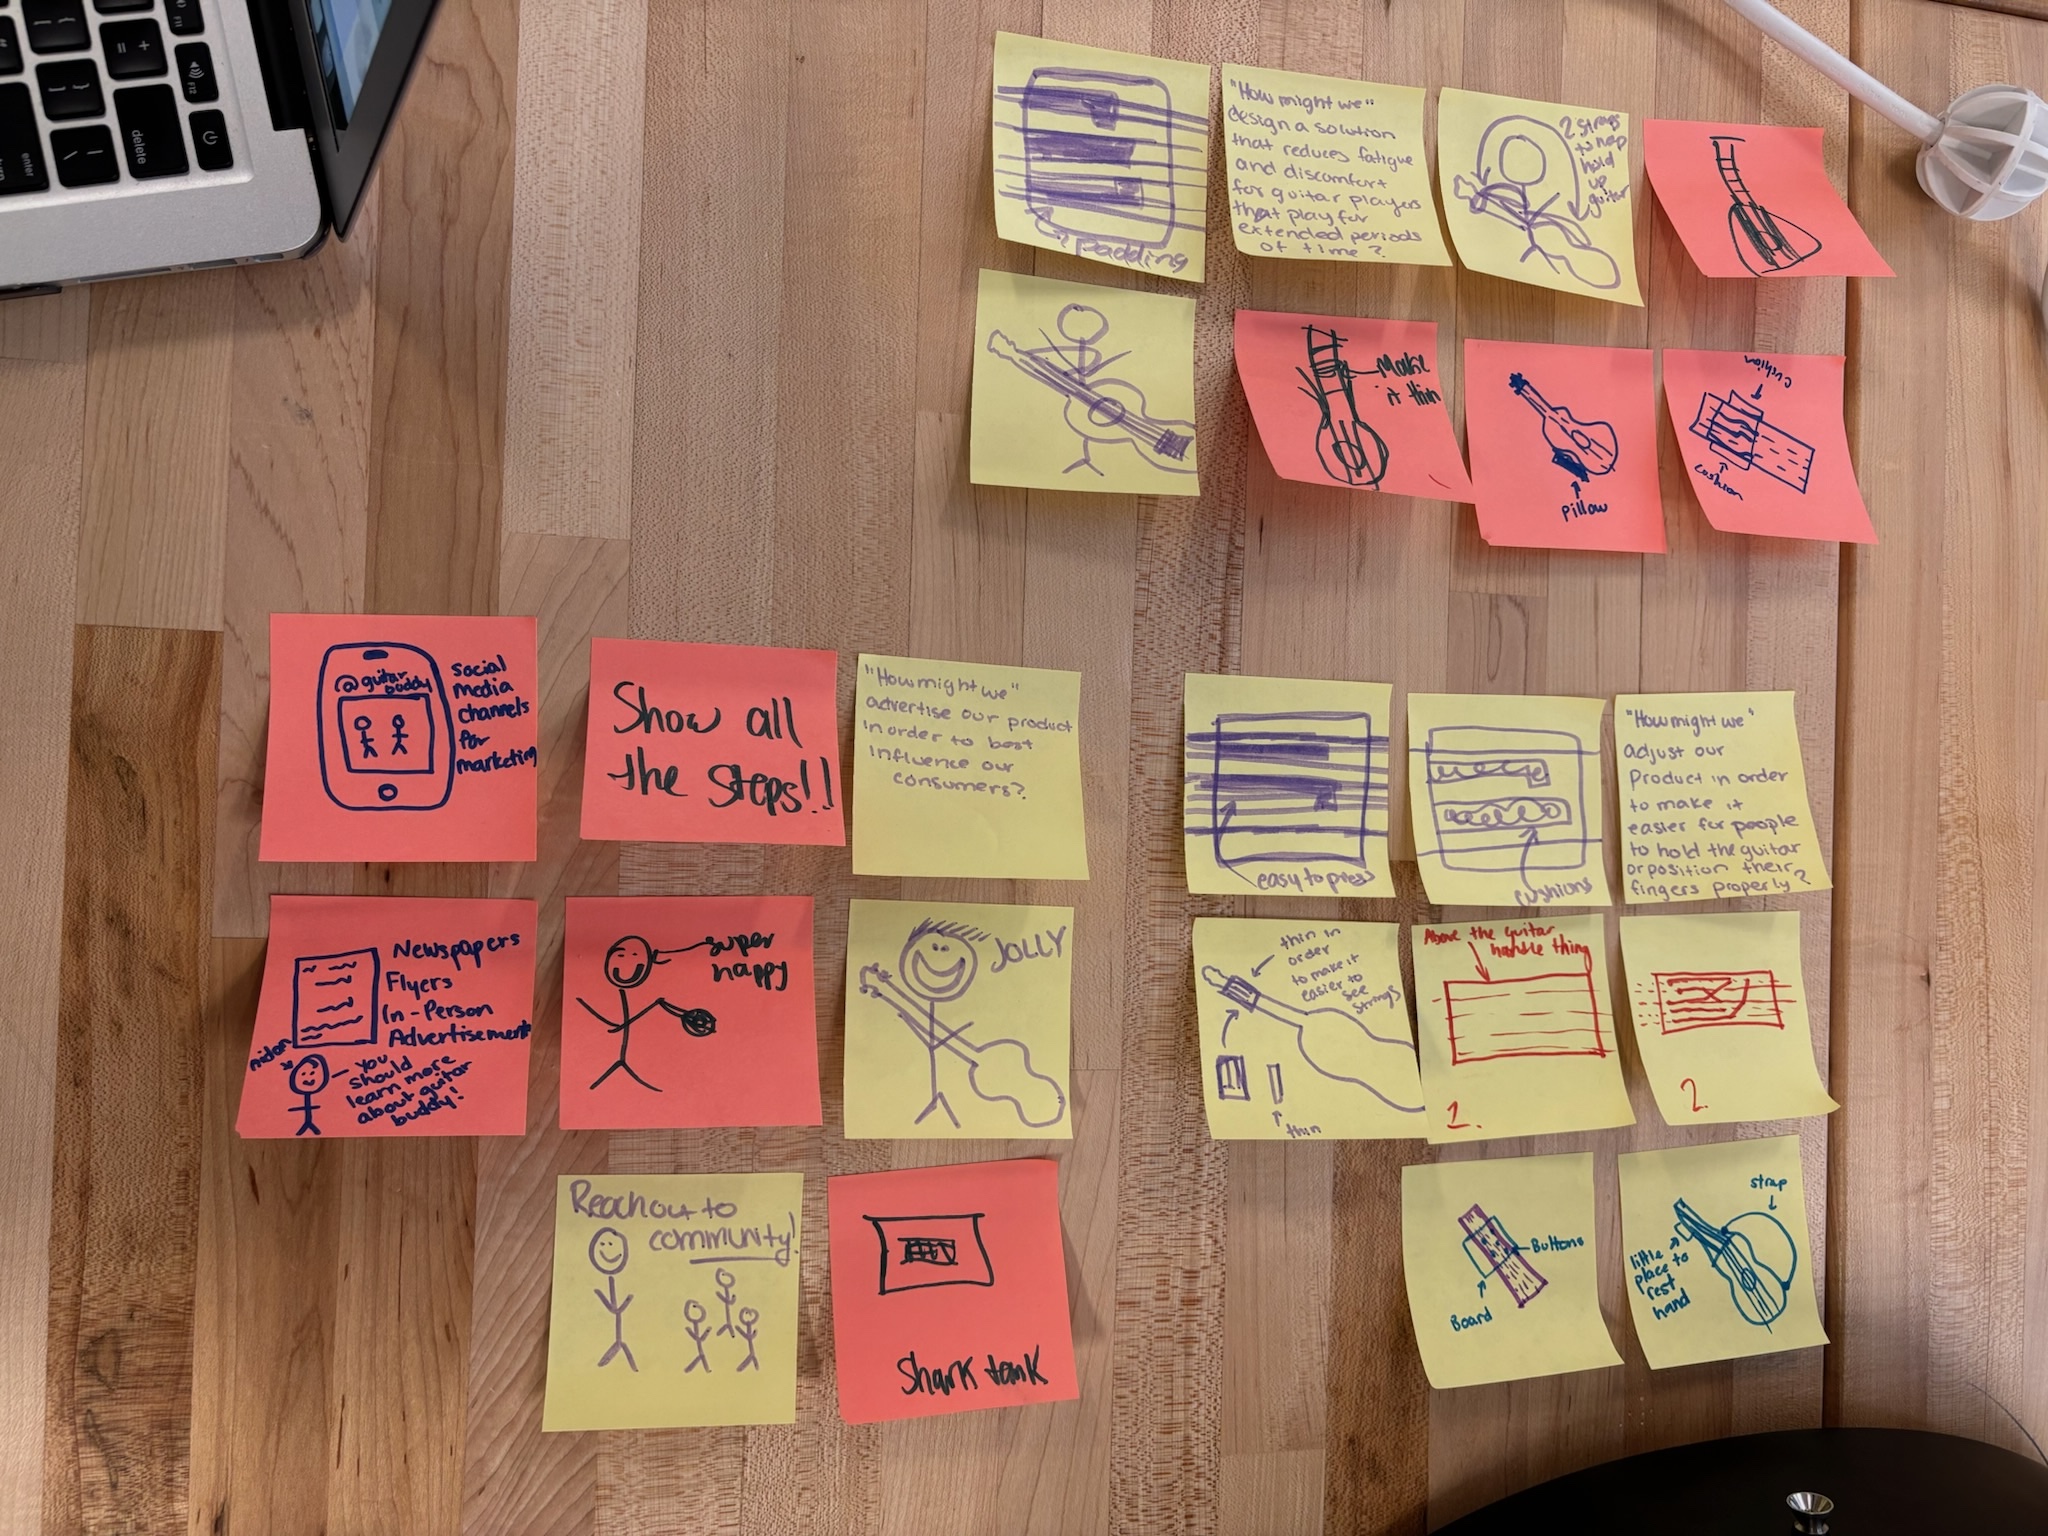 padding
"How might we"
design a solution
that reduces fatigue
and discomfort
for guitar players
that play for
extended periods
of time?
2 straps
to help
hold
up
guitar
Make
it thin
pillow
cushion
cushion
@guitar
buddy
social
media
channels
for
marketing
Show all
the steps!!
"How might we"
advertise our product
in order to best
influence our
consumers?
Newspapers
Flyers
In-Person
Advertisement
you
should
learn more
about guitar
buddy!
super
happy
JOLLY
Reach out to
community!
Shark tank
easy to press
cushions
"How might we"
adjust our
product in order
to make it
easier for people
to hold the guitar
or position their
fingers properly?
thin in
order
to make it
easier to
see
strings
thin
Above the guitar
handle thing
1.
2.
Buttons
Board
strap
little
place to
rest
hand
F11
F12
delete
enter